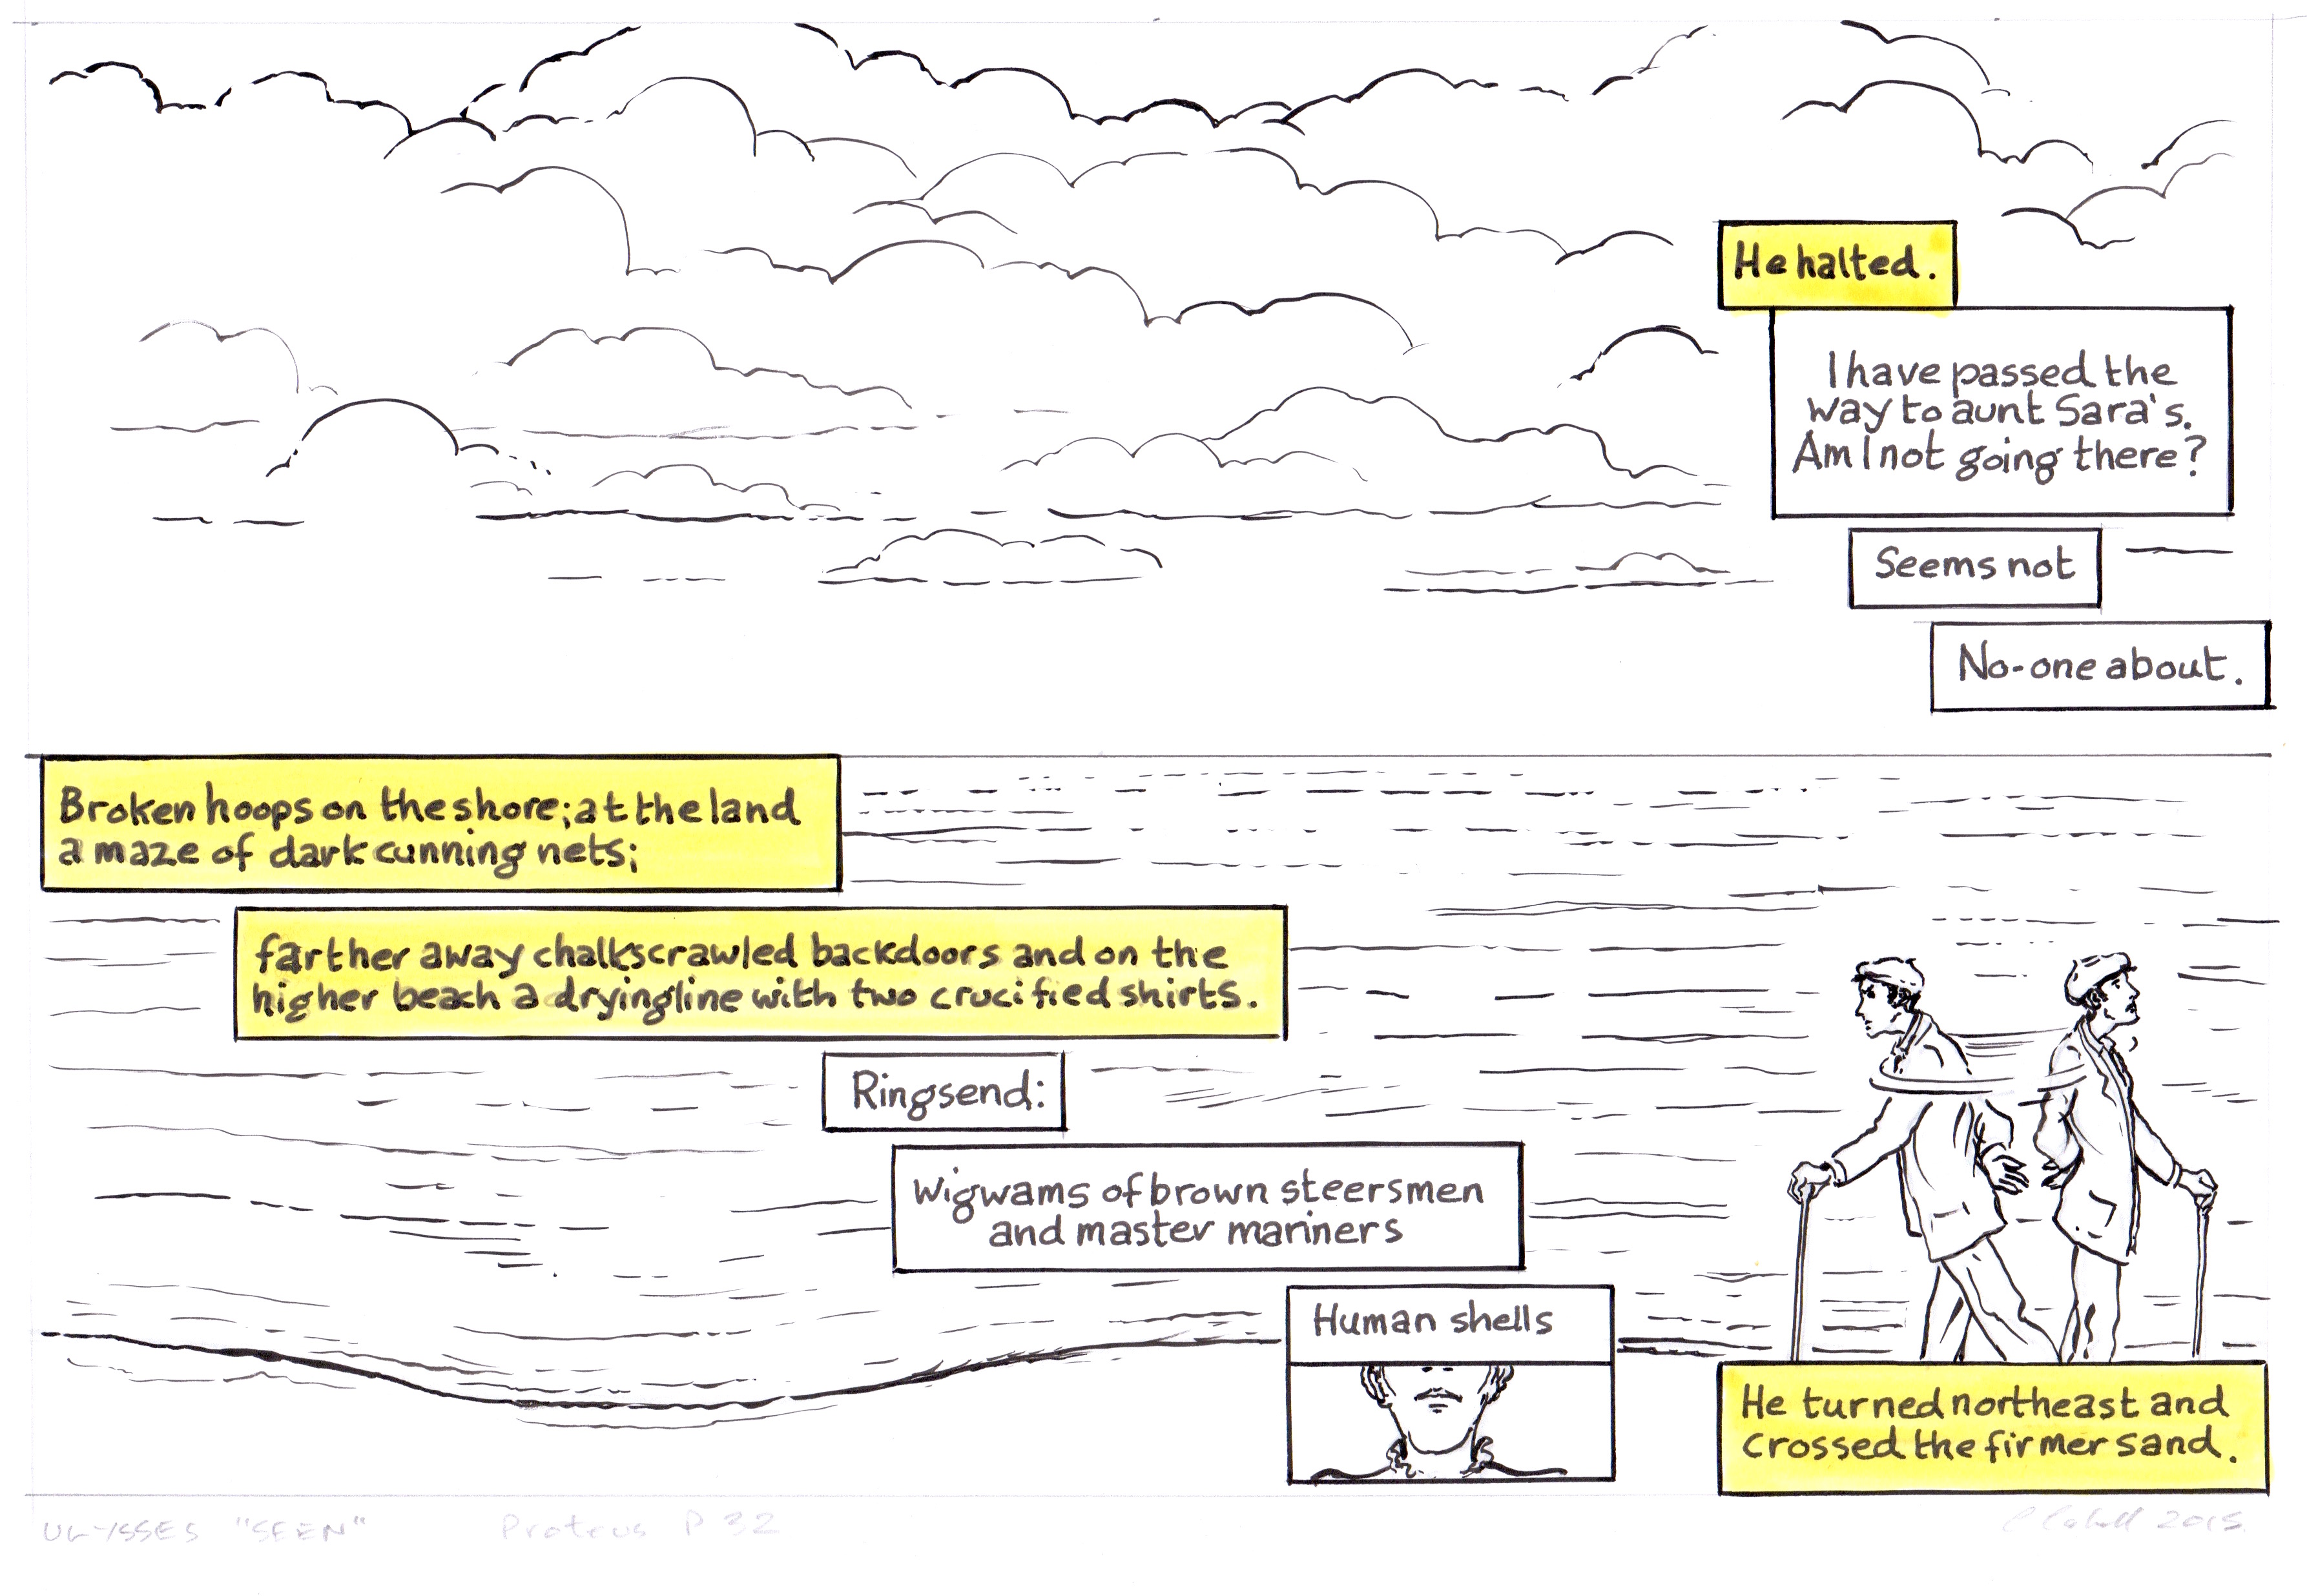 He halted.
I have passed the
way to aunt Sara's.
Am I not going there?
Seems not
No-one about.
Broken hoops on the shore; at the land
a maze of dark cunning nets;
farther away chalkscrawled backdoors and on the
higher beach a dryingline with two crucified shirts.
Ringsend:
Wigwams of brown steersmen
and master mariners
Human shells
He turned northeast and
crossed the firmer sand.
ULYSSES "SEEN" Proteus P 32
2015